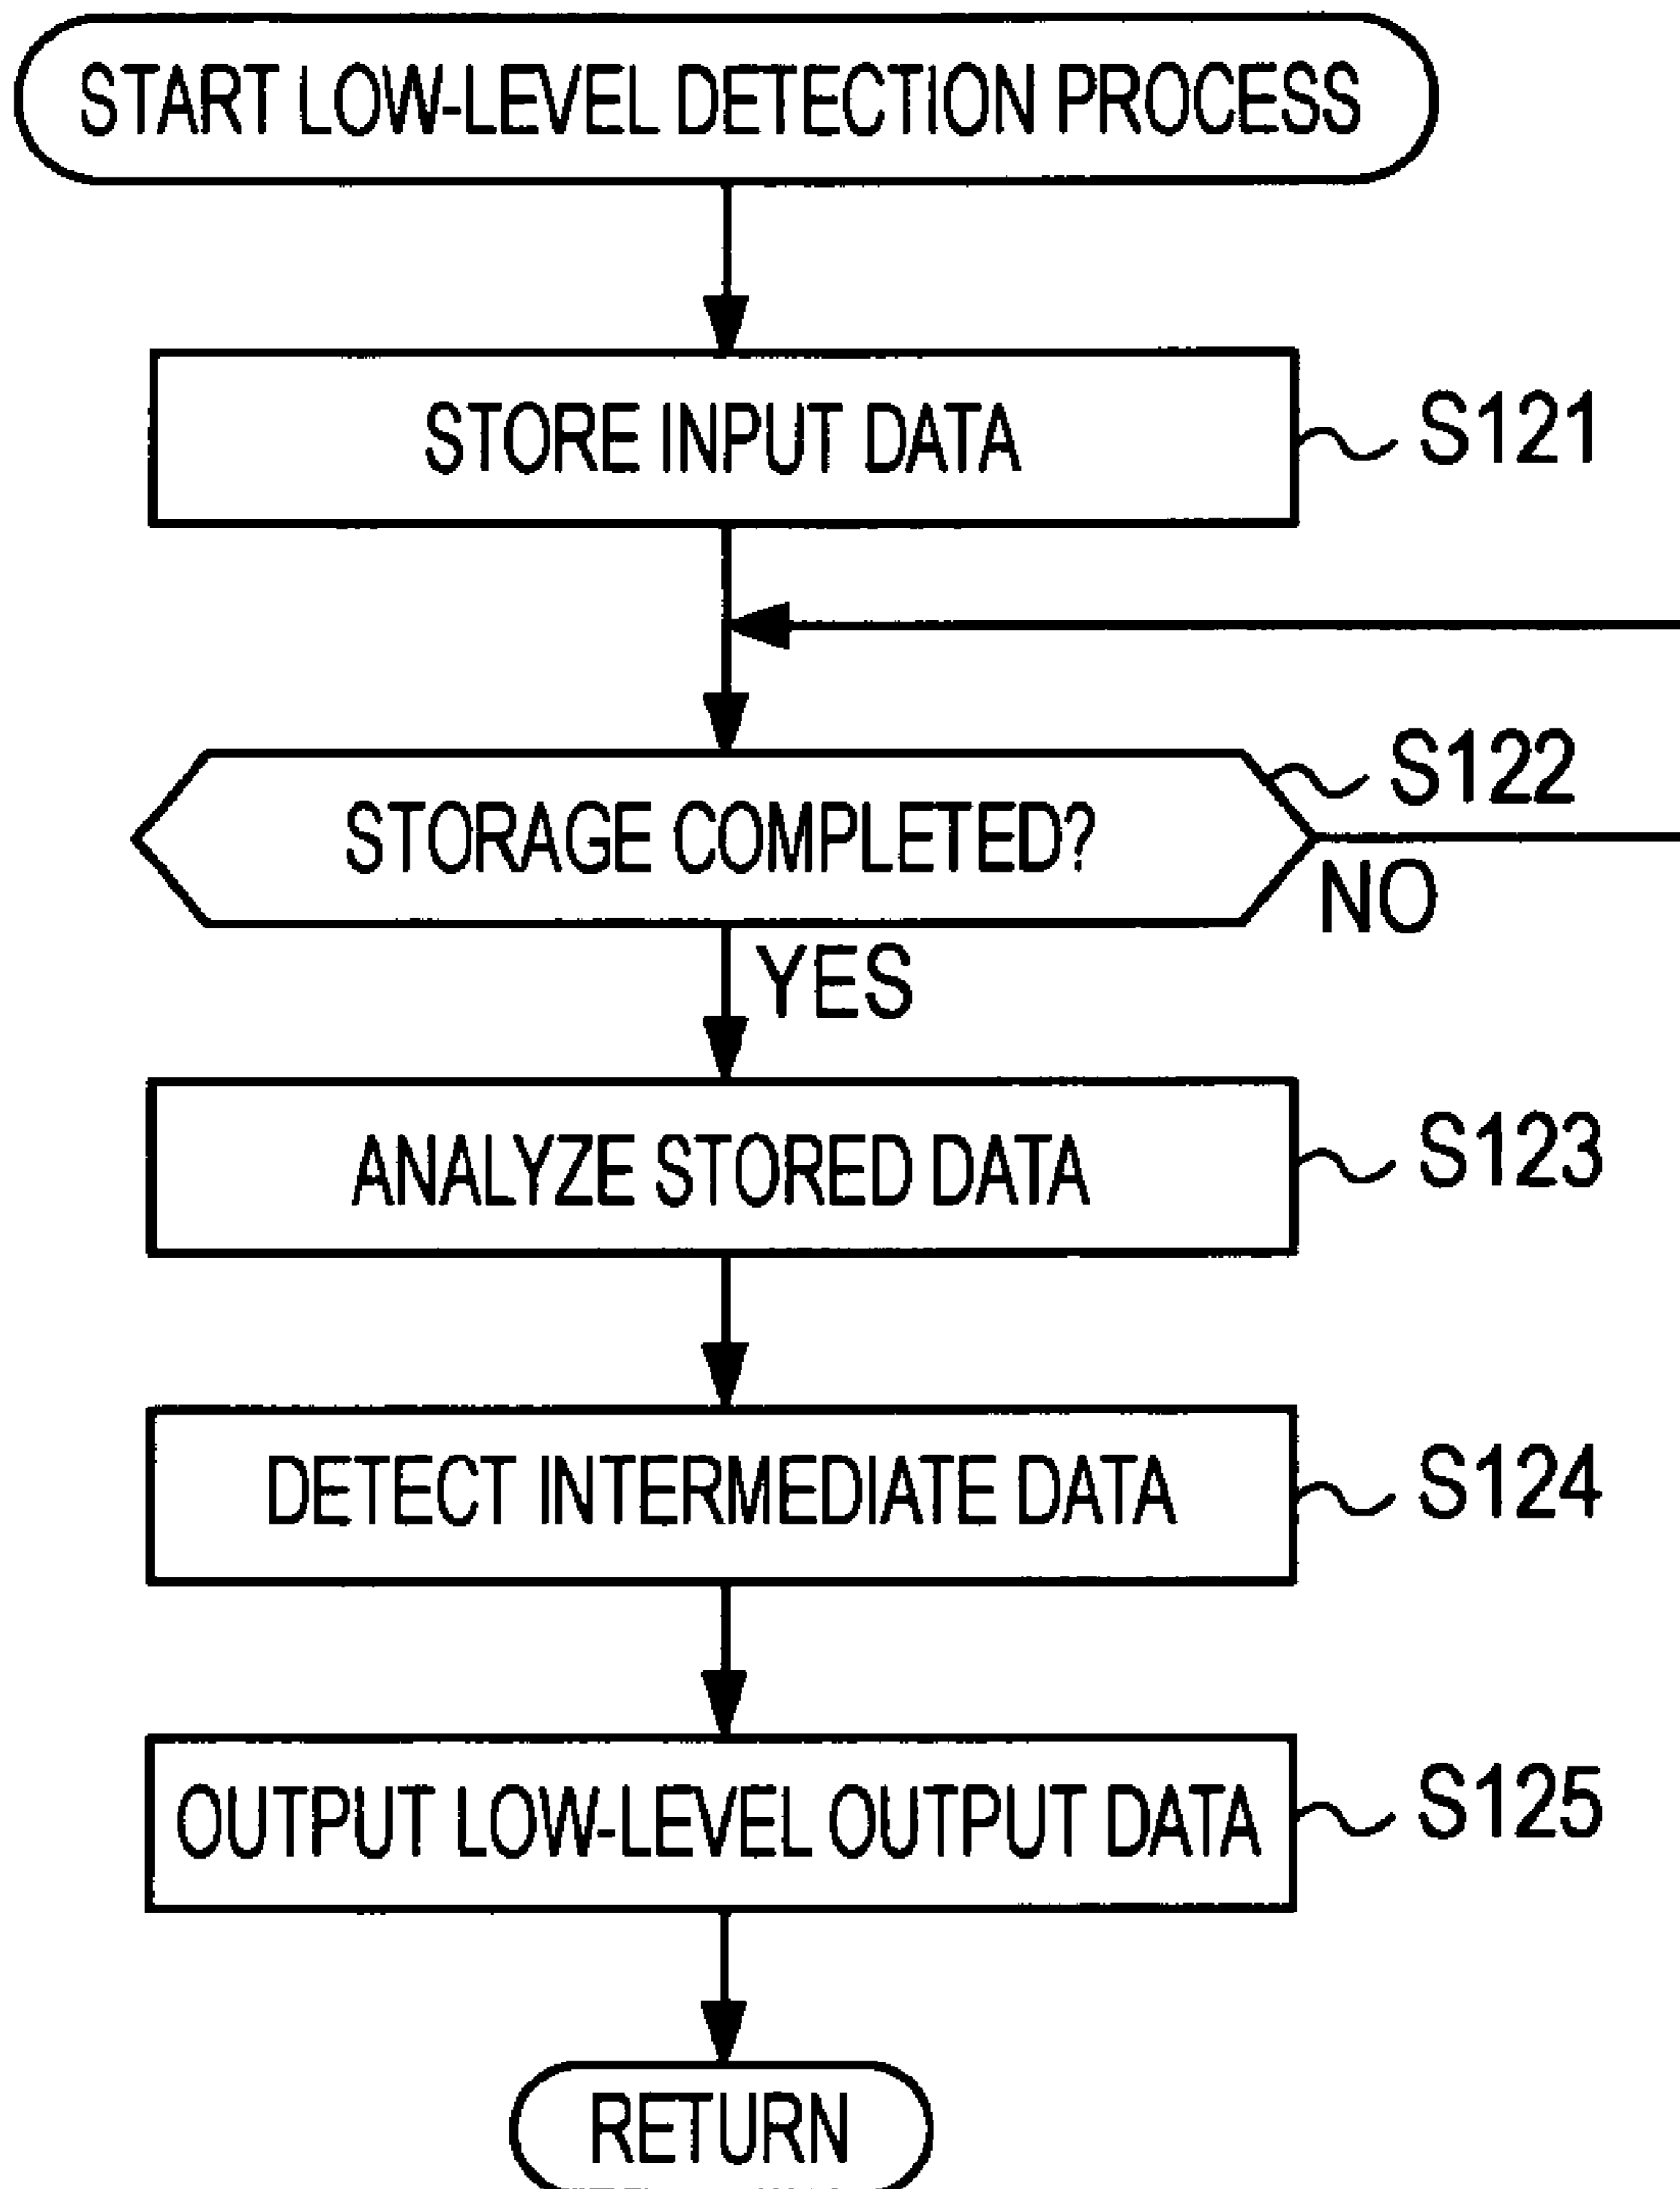 START LOW-LEVEL DETECTION PROCESS
STORE INPUT DATA
S121
STORAGE COMPLETED?
S122
NO
YES
ANALYZE STORED DATA
S123
DETECT INTERMEDIATE DATA
S124
OUTPUT LOW-LEVEL OUTPUT DATA
S125
RETURN